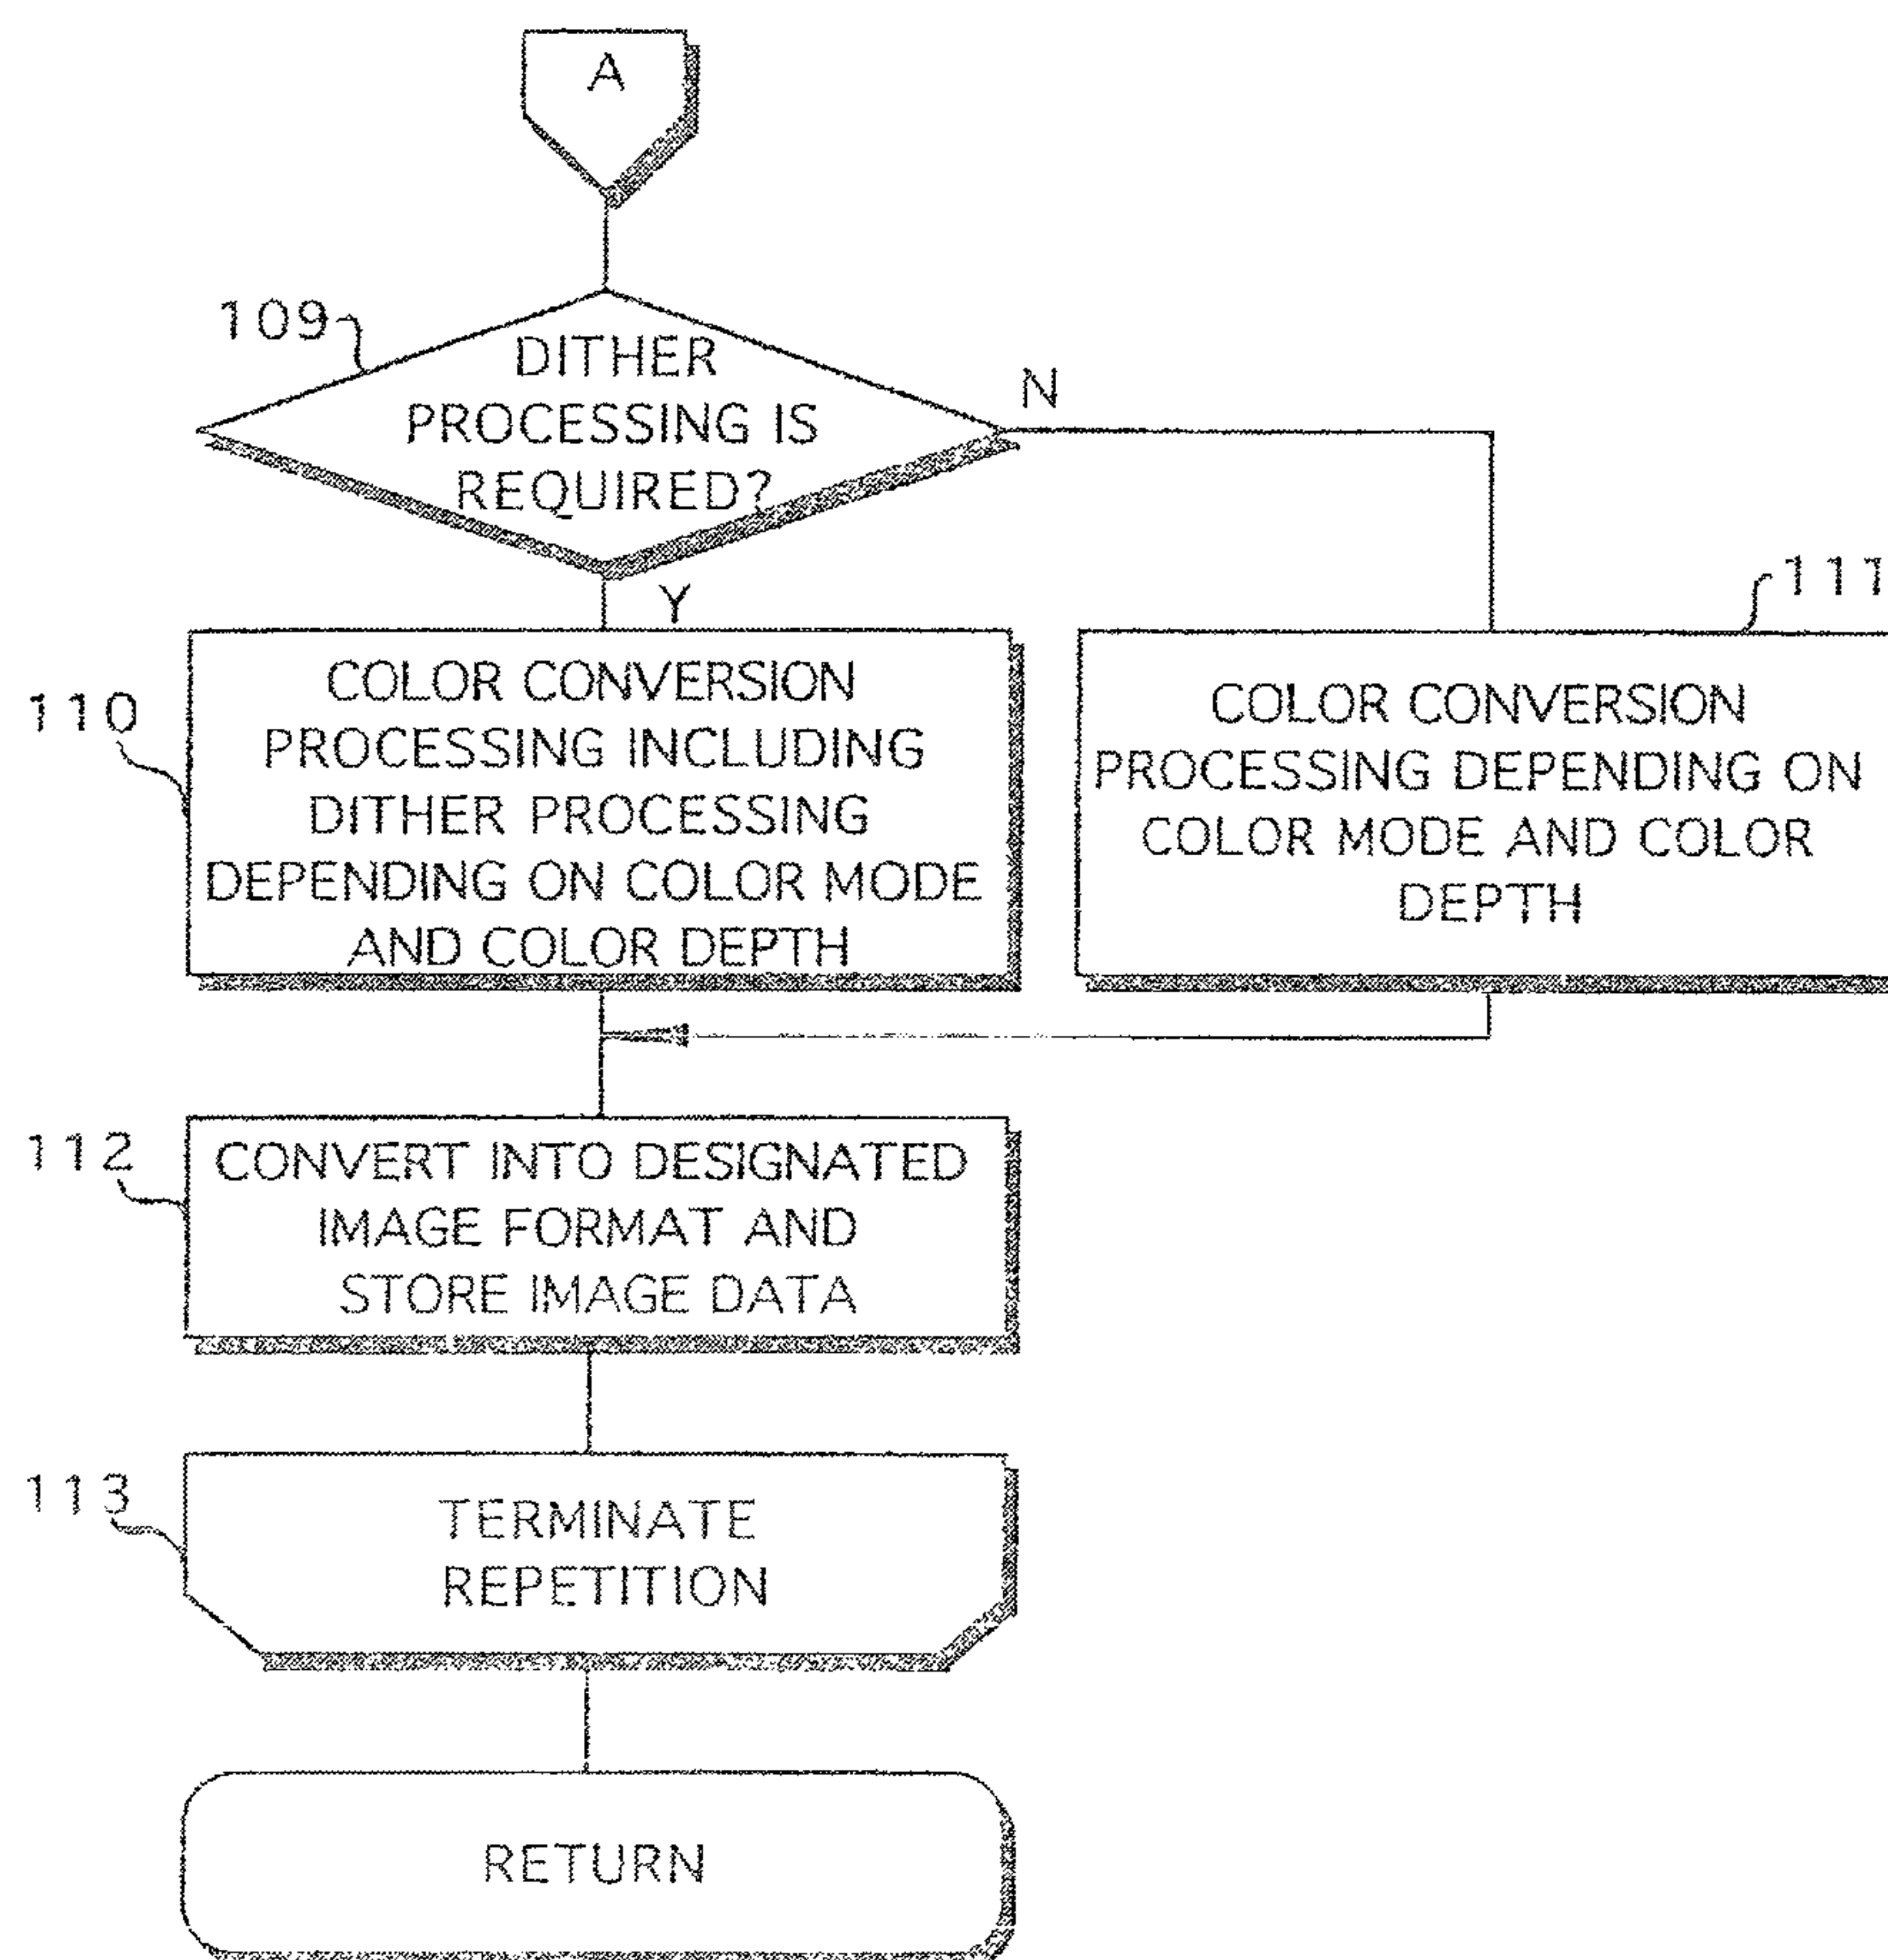 A
109
DITHER
PROCESSING IS
REQUIRED?
N
Y
111
110
COLOR CONVERSION
PROCESSING INCLUDING
DITHER PROCESSING
DEPENDING ON COLOR MODE
AND COLOR DEPTH
COLOR CONVERSION
PROCESSING DEPENDING ON
COLOR MODE AND COLOR
DEPTH
112
CONVERT INTO DESIGNATED
IMAGE FORMAT AND
STORE IMAGE DATA
113
TERMINATE
REPETITION
RETURN